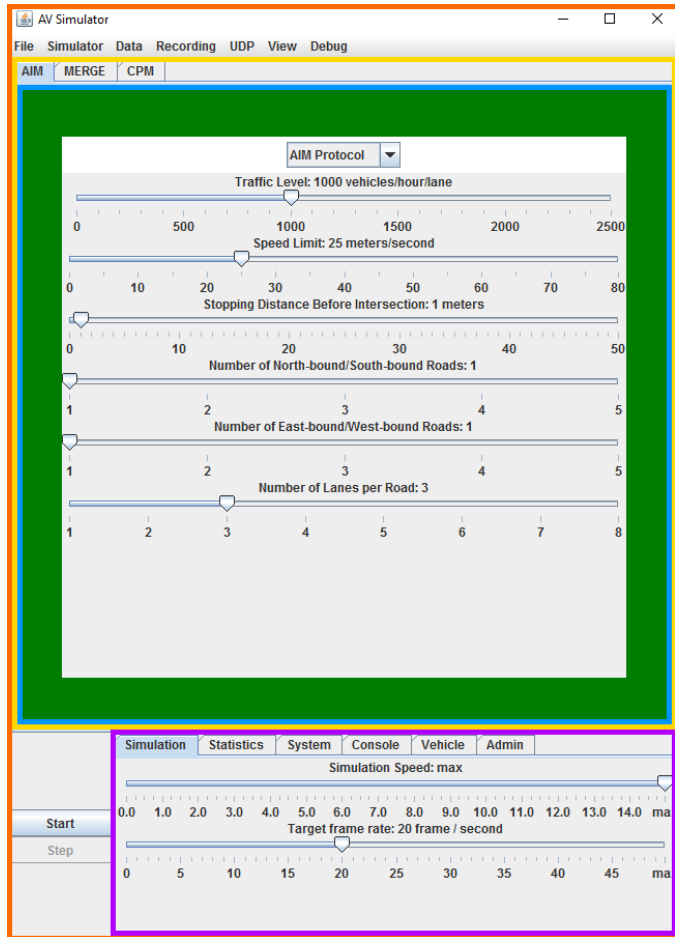 AV Simulator
File Simulator Data Recording UDP View Debug
AIM MERGE CPM
AIM Protocol
Traffic Level: 1000 vehicles/hour/lane
0 500 1000 1500 2000 2500
Speed Limit: 25 meters/second
0 10 20 30 40 50 60 70 80
Stopping Distance Before Intersection: 1 meters
0 10 20 30 40 50
Number of North-bound/South-bound Roads: 1
1 2 3 4 5
Number of East-bound/West-bound Roads: 1
1 2 3 4 5
Number of Lanes per Road: 3
1 2 3 4 5 6 7 8
Simulation Statistics System Console Vehicle Admin
Simulation Speed: max
0.0 1.0 2.0 3.0 4.0 5.0 6.0 7.0 8.0 9.0 10.0 11.0 12.0 13.0 14.0 ma
Start
Target frame rate: 20 frame / second
Step
0 5 10 15 20 25 30 35 40 45 ma